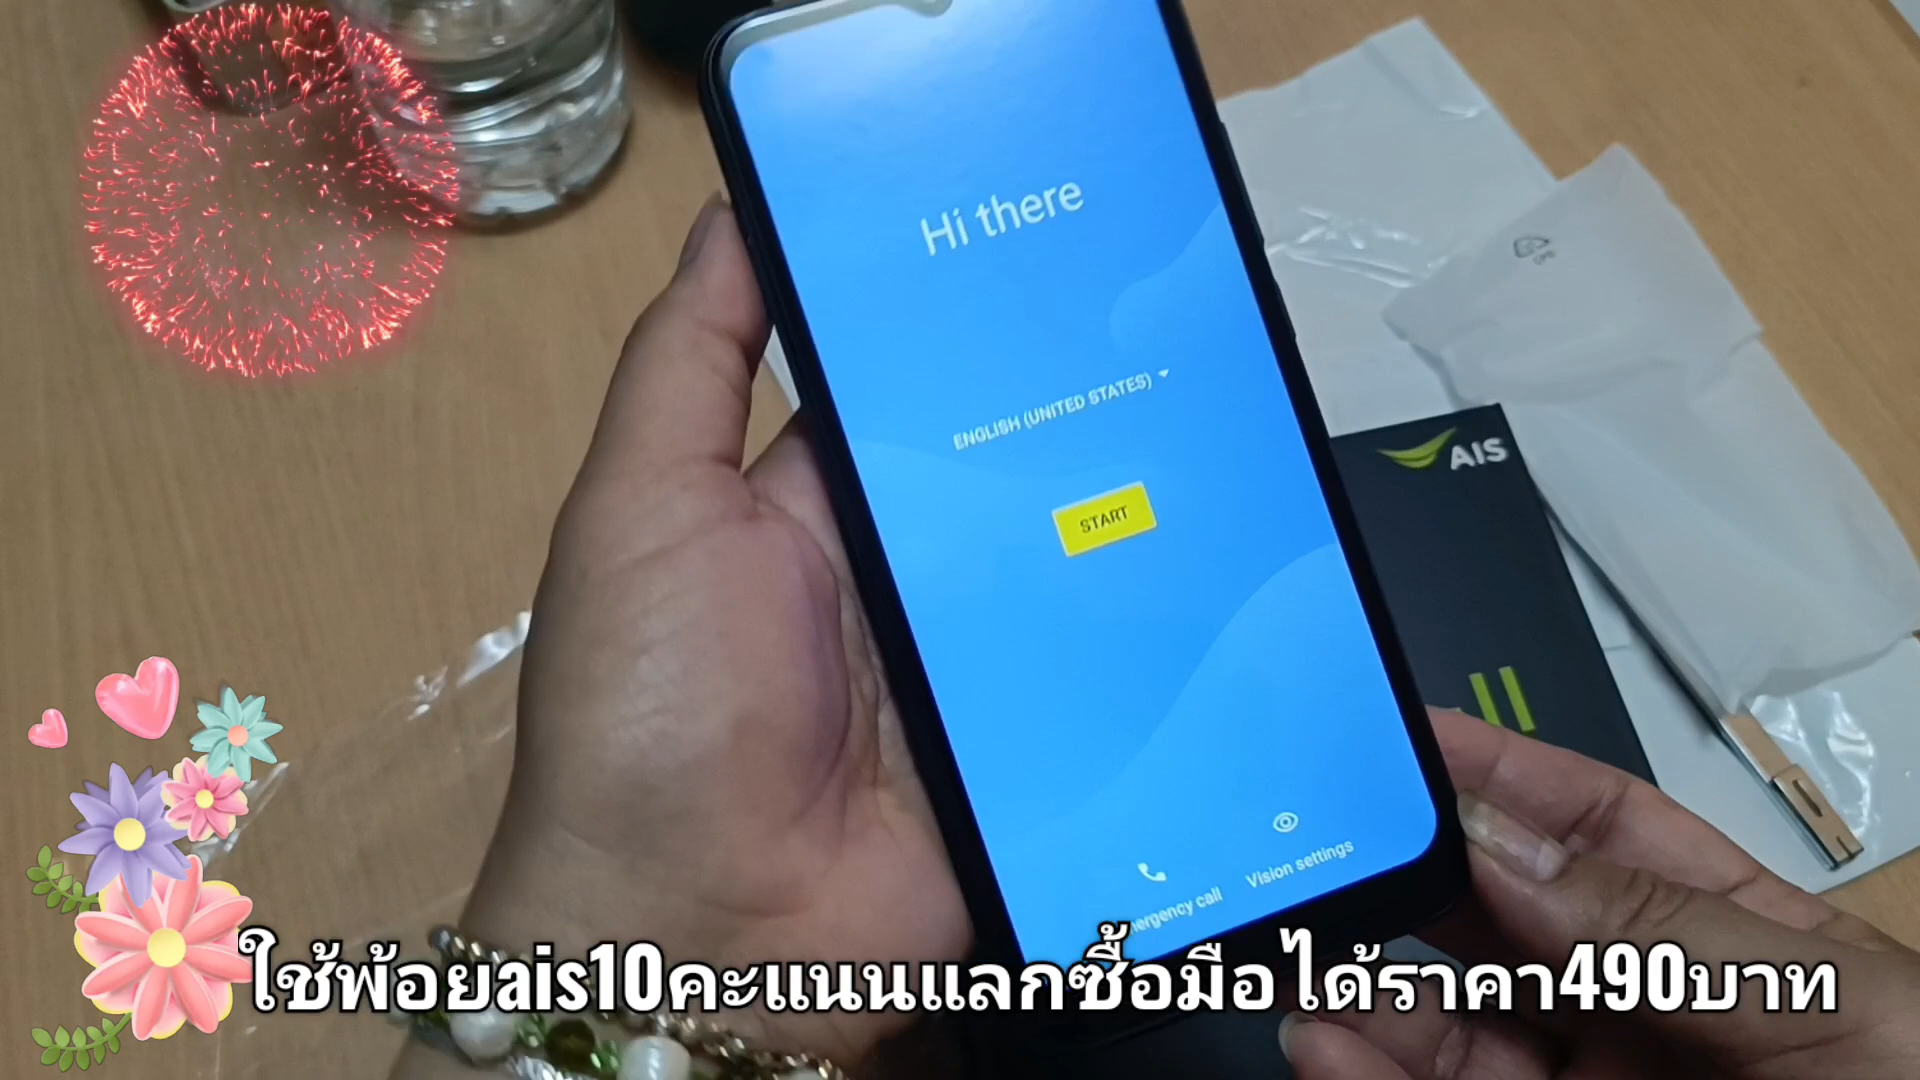 Hi there
ENGLISH (UNITED STATES)
START
AIS
mergency call
Vision settings
ใช้พ้อยais10คะแนนแลกซื้อมือได้ราคา490บาท